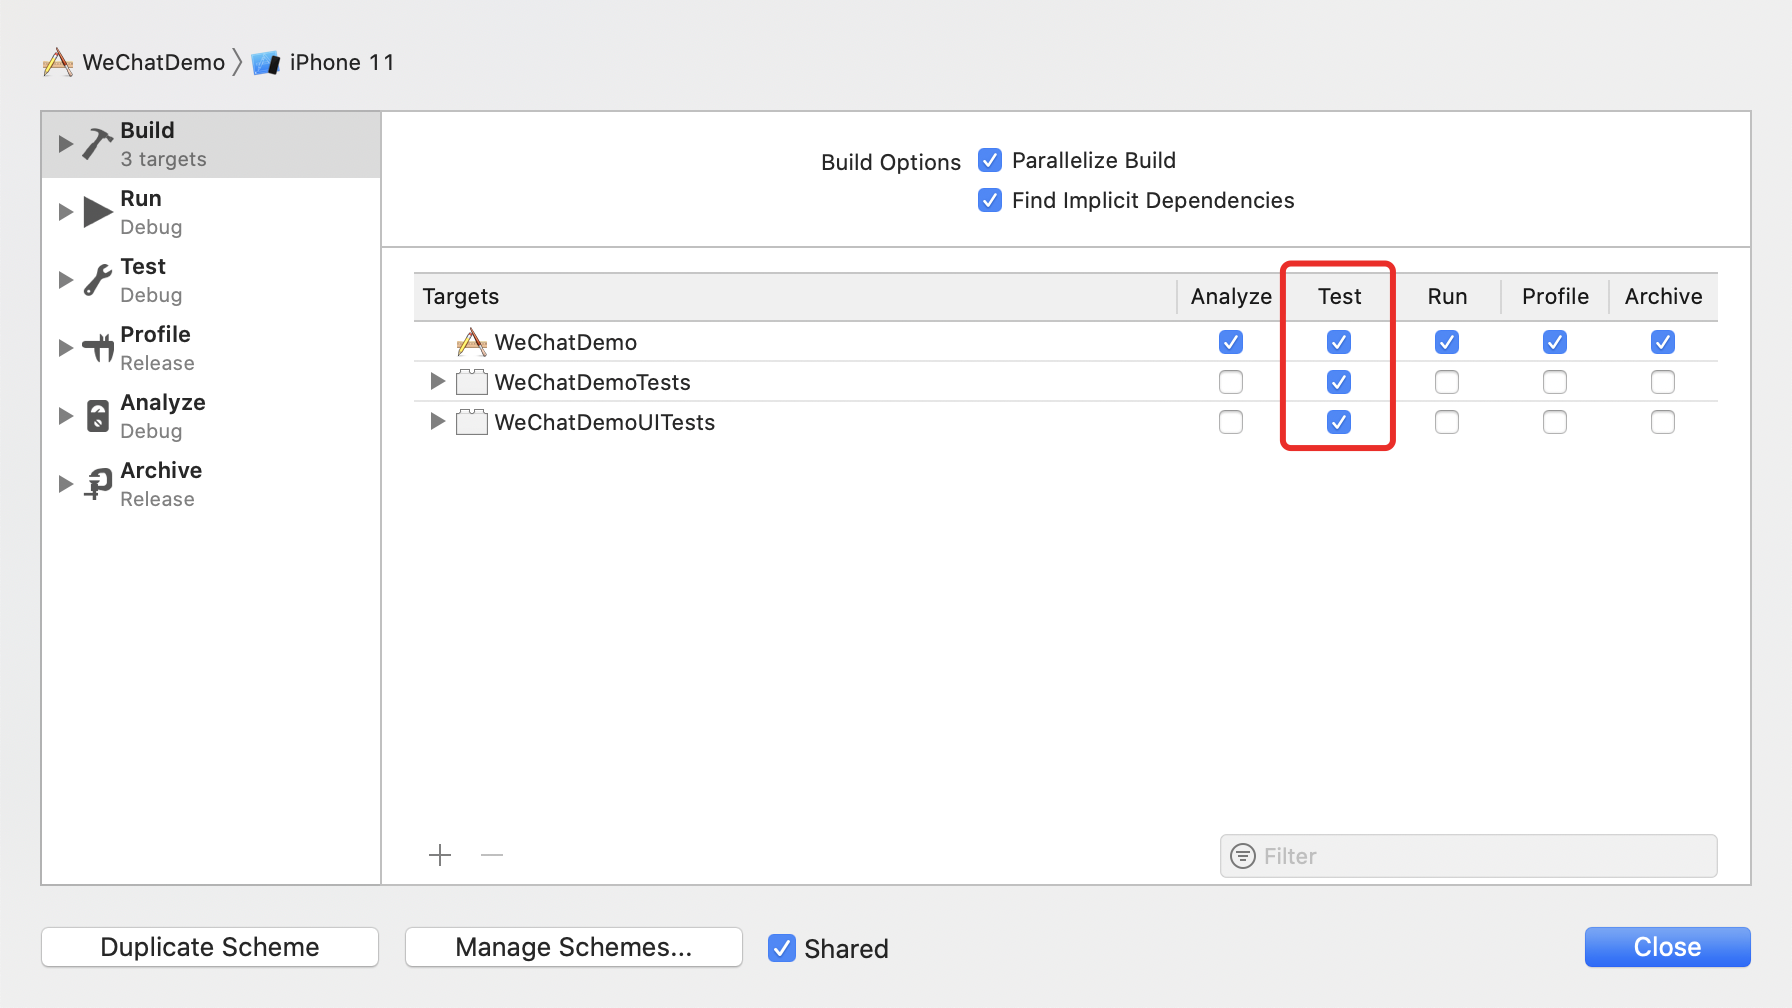 WeChatDemo iPhone 11
Build
3 targets
Run
Debug
Test
Debug
Profile
Release
Analyze
Debug
Archive
Release
Build Options Parallelize Build
Find Implicit Dependencies
Targets Analyze Test Run Profile Archive
WeChatDemo
WeChatDemoTests
WeChatDemoUITests
Filter
Duplicate Scheme Manage Schemes... Shared Close